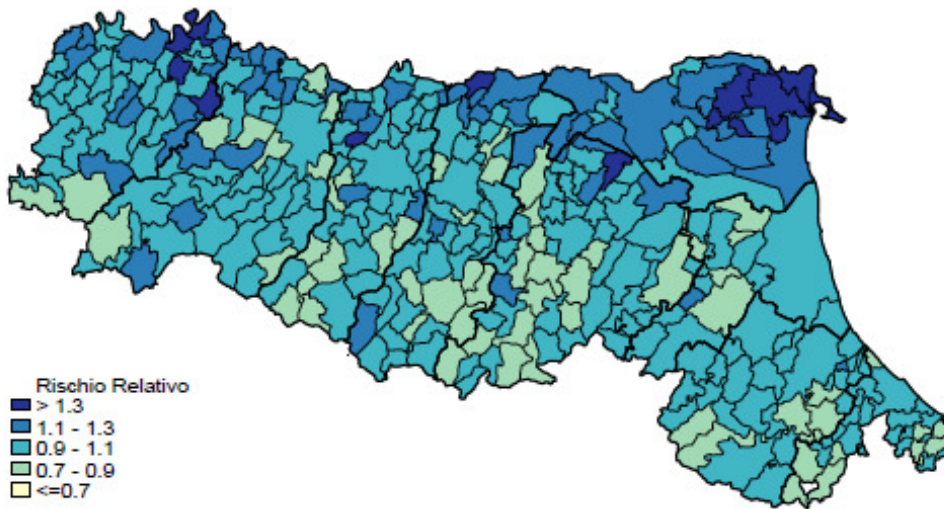 Rischio Relativo
> 1.3
1.1 - 1.3
0.9 - 1.1
0.7 - 0.9
<=0.7